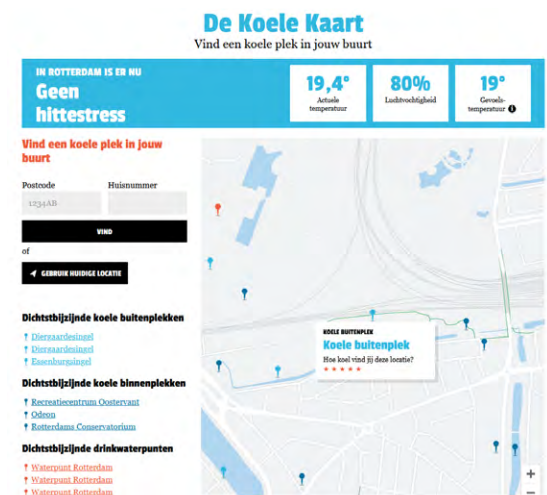 De Koele Kaart
Vind een koele plek in jouw buurt
IN ROTTERDAM IS ER NU
Geen
hittestress
19,4°
Actuele
temperatuur
80%
Luchtvochtigheid
19°
Gevoels-
temperatuur
Vind een koele plek in jouw
buurt
Postcode
Huisnummer
1234AB
VIND
of
GEBRUIK HUIDIGE LOCATIE
Dichtstbijzijnde koele buitenplekken
Diergaardesingel
Diergaardesingel
Essenburgsingel
Dichtstbijzijnde koele binnenplekken
Recreatiecentrum Oostervant
Odeon
Rotterdams Conservatorium
Dichtstbijzijnde drinkwaterpunten
Waterpunt Rotterdam
Waterpunt Rotterdam
Waterpunt Rotterdam
KOELE BUITENPLEK
Koele buitenplek
Hoe koel vind jij deze locatie?
+
−